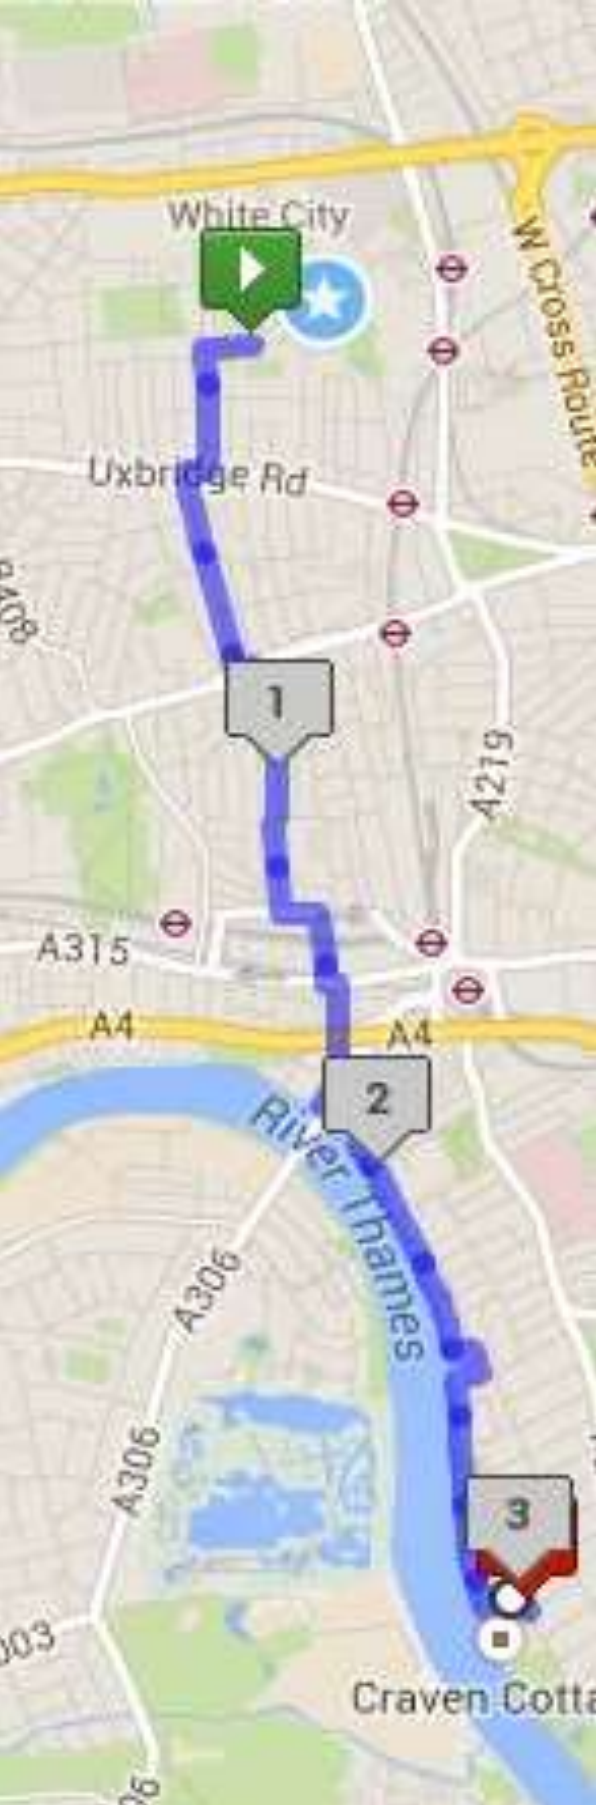 White City
W Cross Route
Uxbridge Rd
1
A219
A315
A4
A4
2
River Thames
A306
A306
3
Craven Cotta